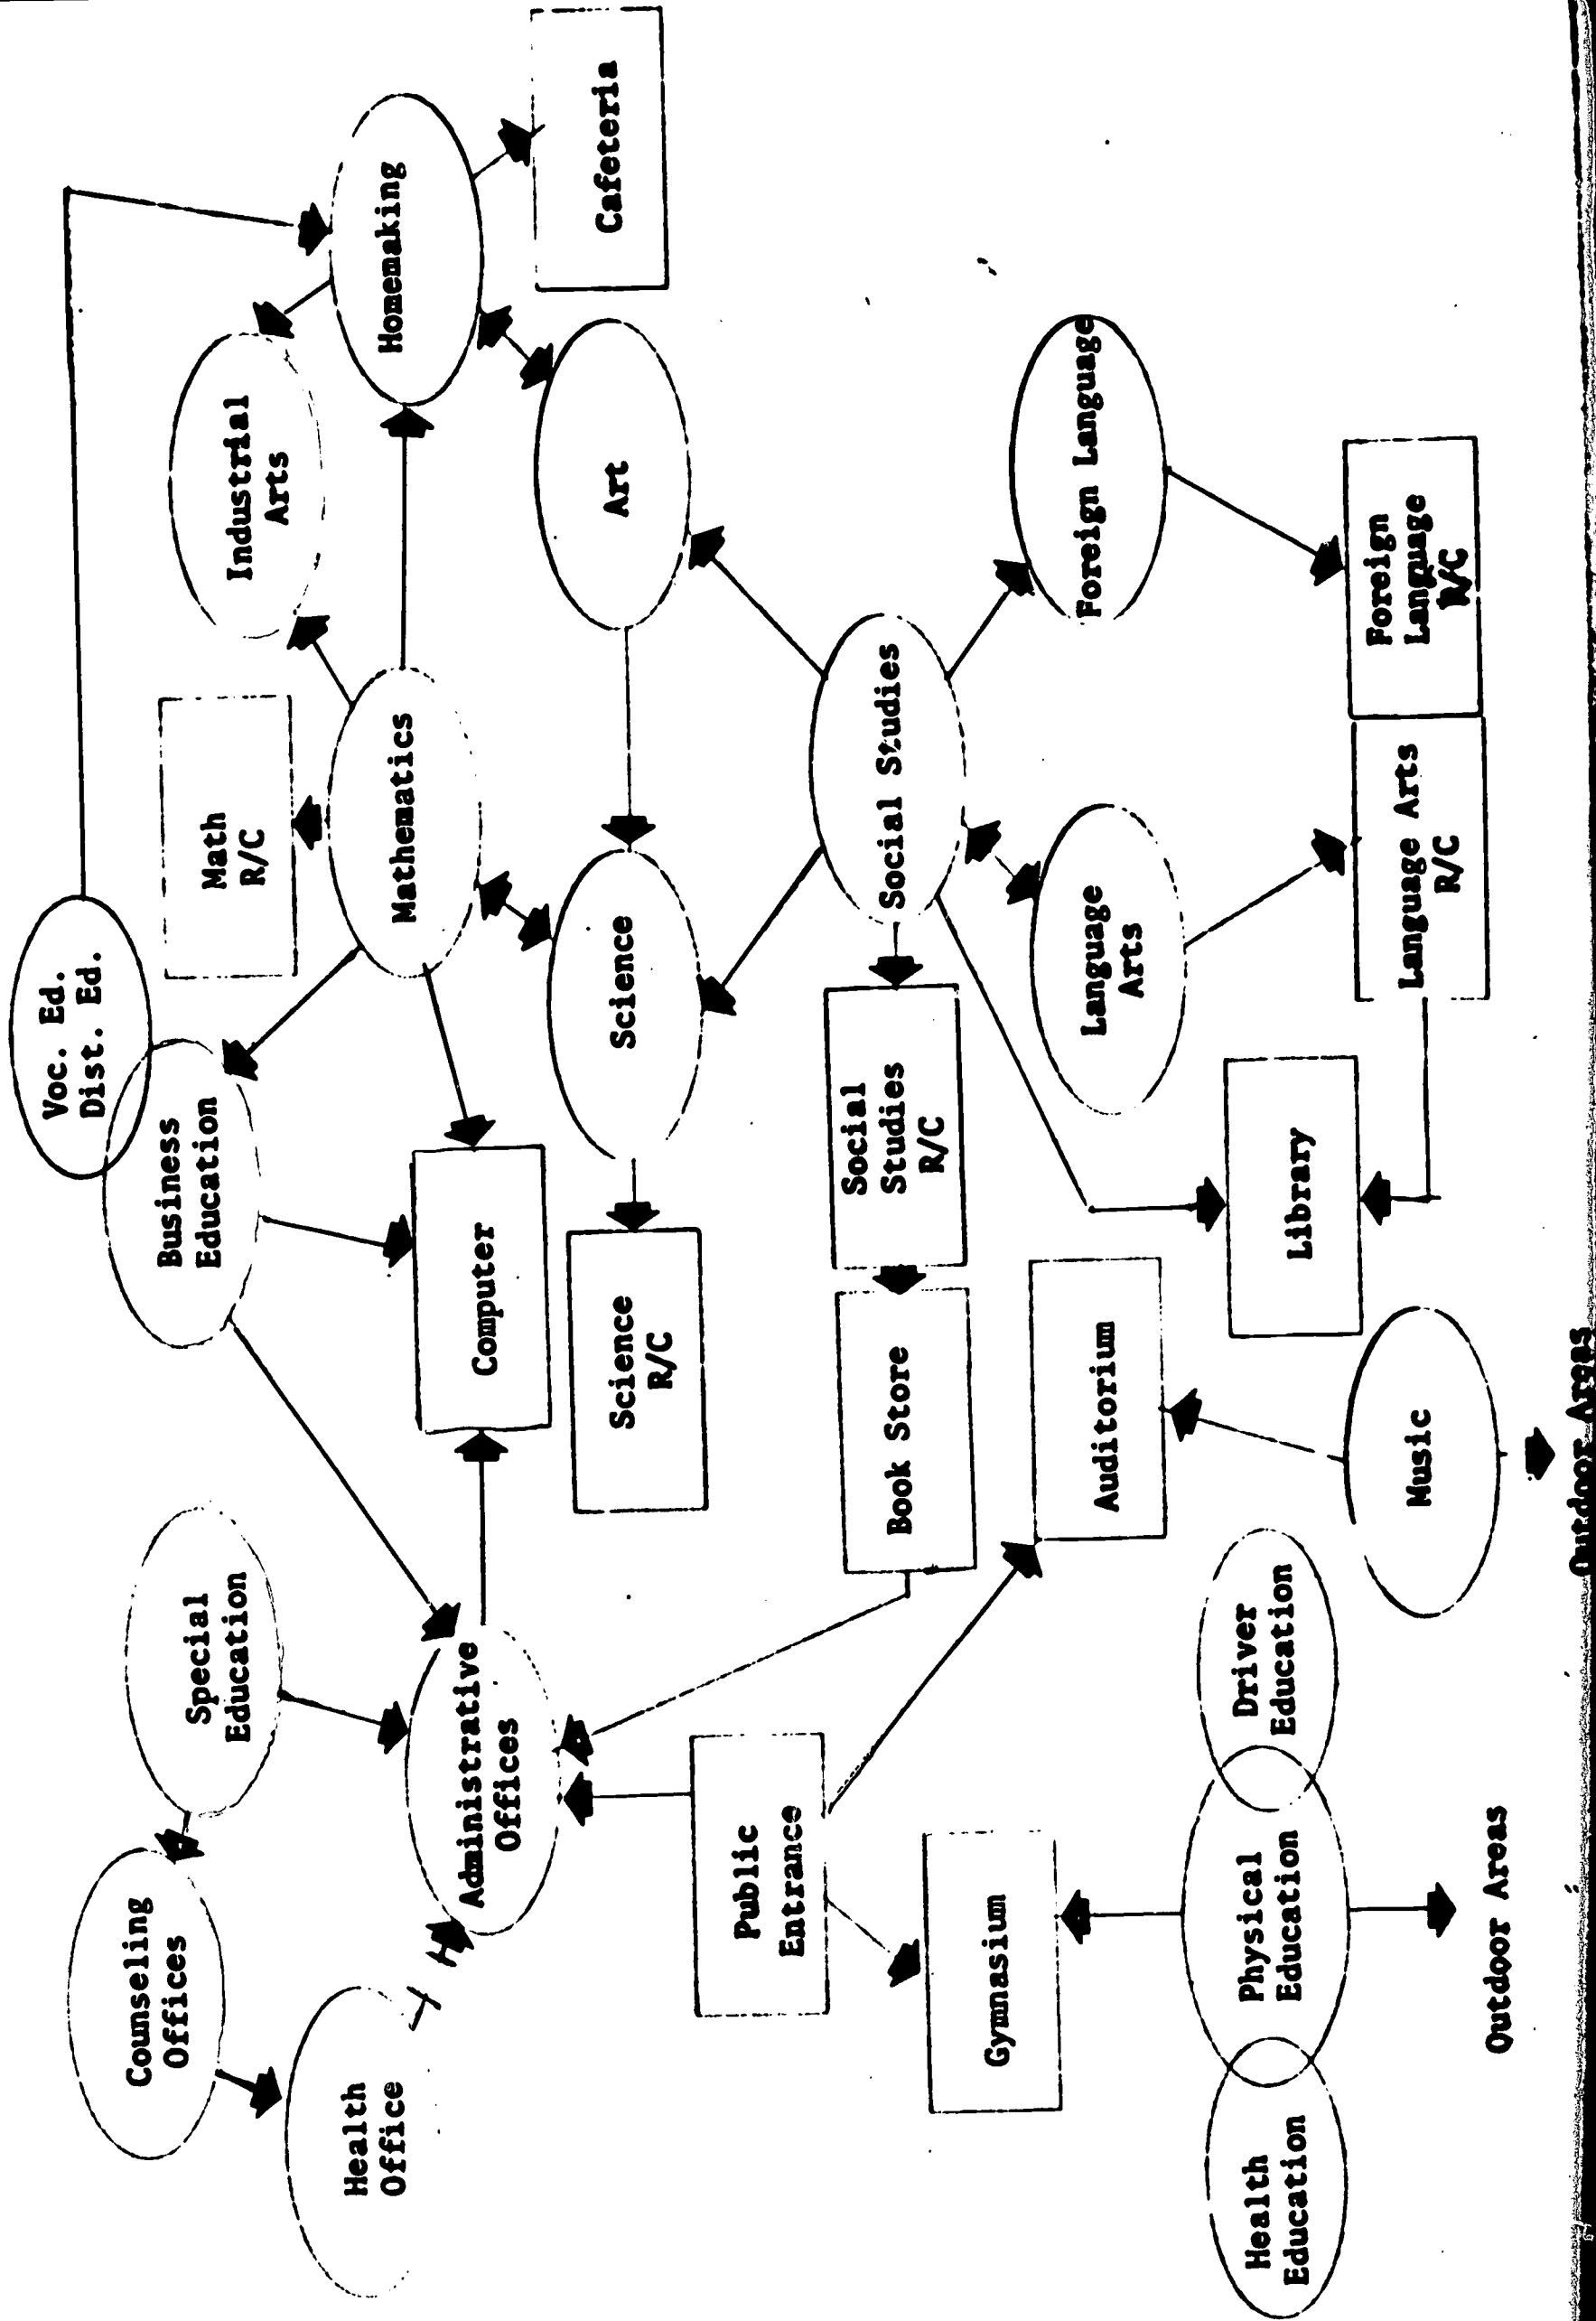 Voc. Ed.
Dist. Ed.
Counseling
Offices
Special
Education
Business
Education
Math
R/C
Industrial
Arts
Health
Office
Administrative
Offices
Computer
Mathematics
Homemaking
Science
R/C
Science
Art
Cafeteria
Public
Entrance
Book Store
Social
Studies
R/C
Social Studies
Gymnasium
Auditorium
Language
Arts
Foreign Language
Health
Education
Physical
Education
Driver
Education
Library
Music
Language Arts
R/C
Foreign
Language
R/C
Outdoor Areas
Outdoor Areas